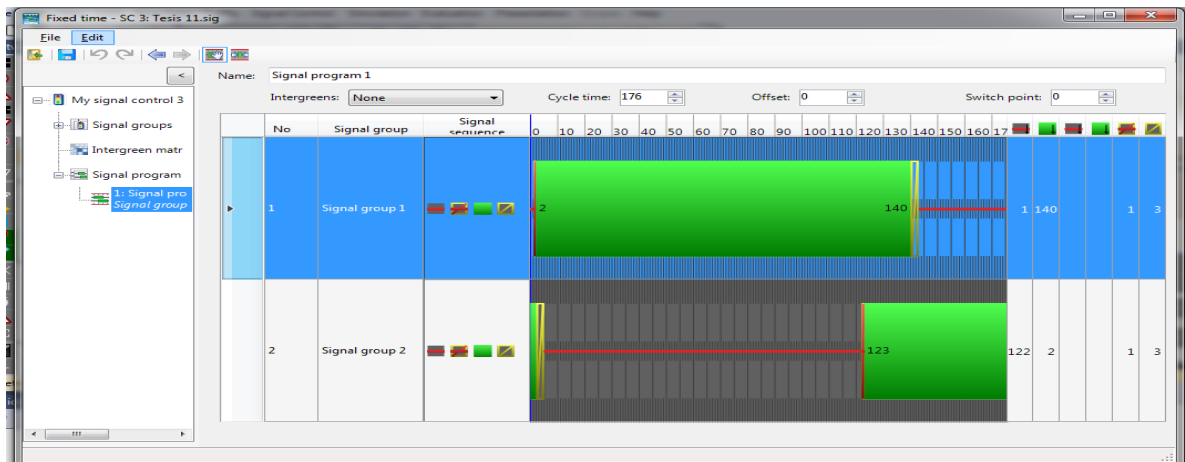 Fixed time - SC 3: Tesis 11.sig
File Edit
<
Name: Signal program 1
Intergreens: None Cycle time: 176 Offset: 0 Switch point: 0
My signal control 3
Signal groups
Intergreen matr
Signal program
1: Signal pro
Signal group
No Signal group Signal sequence 0 10 20 30 40 50 60 70 80 90 100 110 120 130 140 150 160 17
1 Signal group 1 2 140 1 140 1 3
2 Signal group 2 123 122 2 1 3